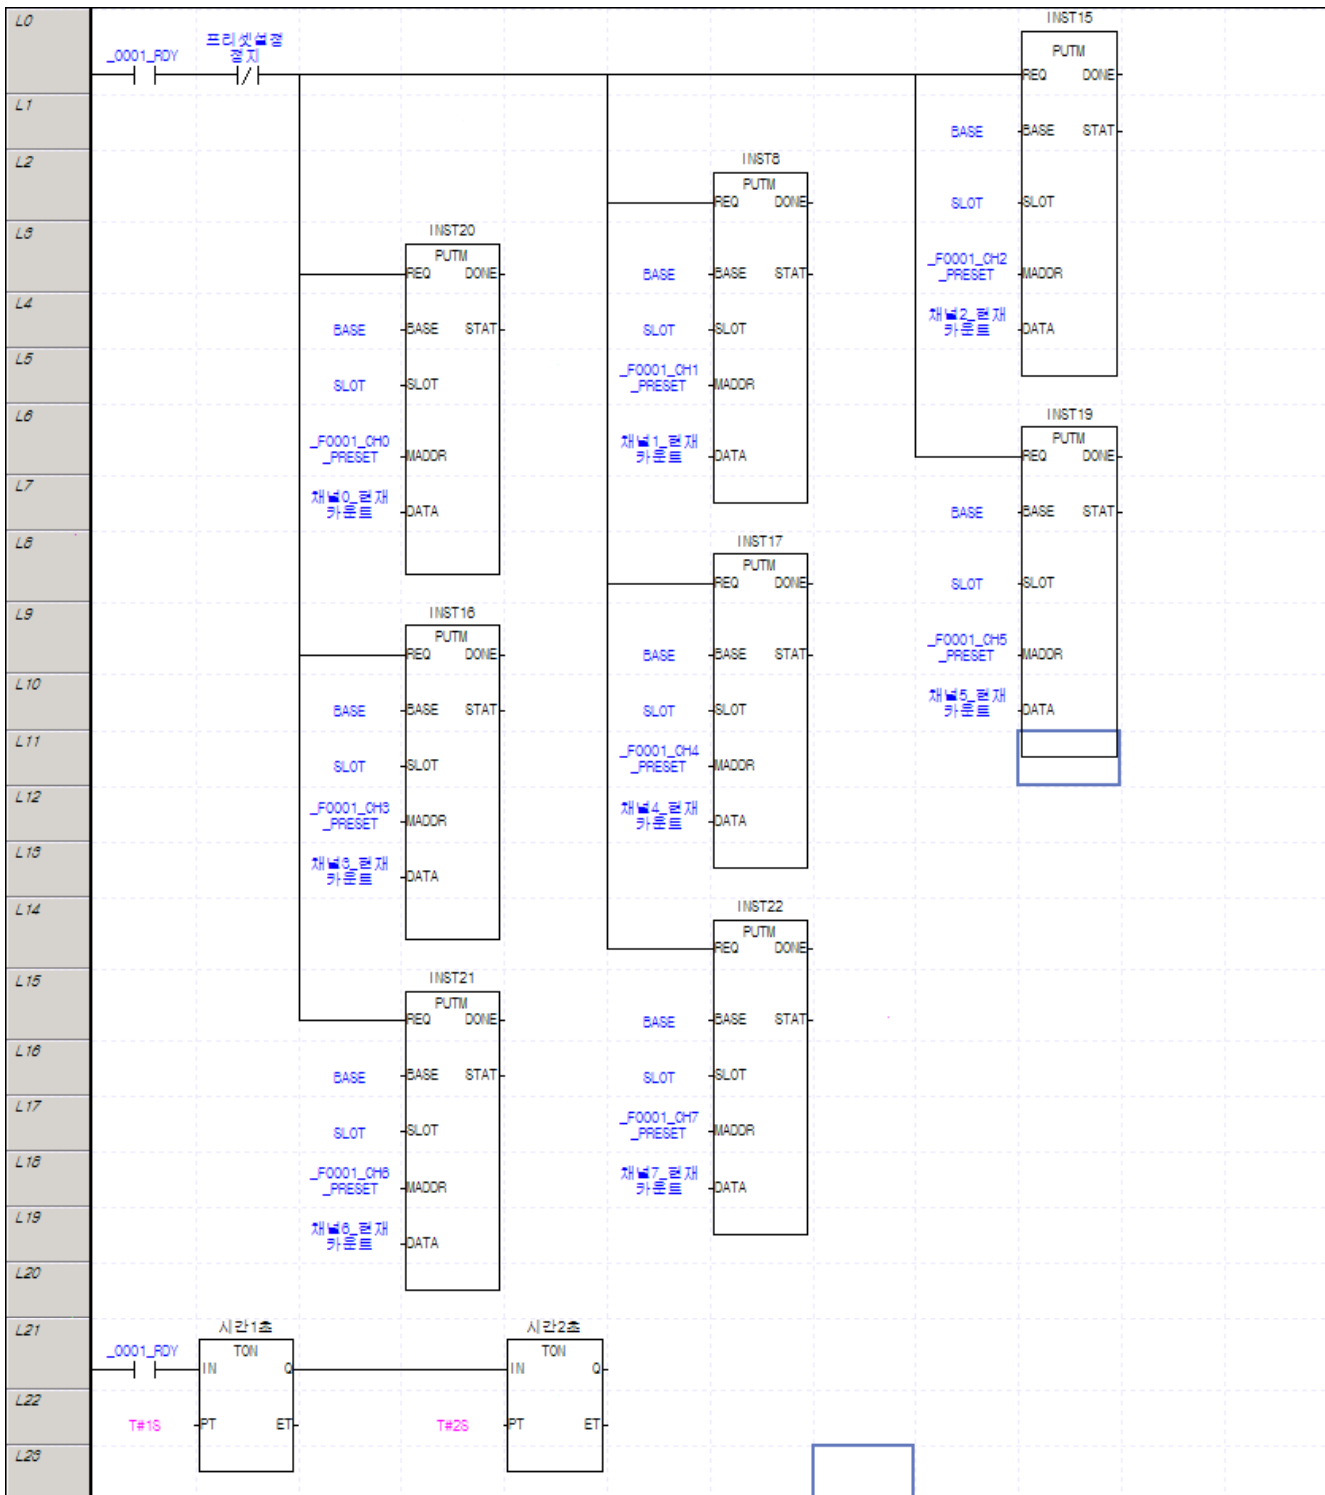 L0
_0001_RDY
프리셋설정
정지
INST15
PUTM
REQ DONE
L1
BASE
BASE STAT
L2
INST8
PUTM
REQ DONE
SLOT
SLOT
L3
INST20
PUTM
REQ DONE
BASE
BASE STAT
_F0001_CH2
_PRESET
MADDR
L4
BASE
BASE STAT
SLOT
SLOT
채널2_현재
카운트
DATA
L5
SLOT
SLOT
_F0001_CH1
_PRESET
MADDR
L6
INST19
PUTM
REQ DONE
_F0001_CH0
_PRESET
MADDR
채널1_현재
카운트
DATA
L7
채널0_현재
카운트
DATA
BASE
BASE STAT
L8
INST17
PUTM
REQ DONE
SLOT
SLOT
L9
INST16
PUTM
REQ DONE
BASE
BASE STAT
_F0001_CH5
_PRESET
MADDR
L10
BASE
BASE STAT
SLOT
SLOT
채널5_현재
카운트
DATA
L11
SLOT
SLOT
_F0001_CH4
_PRESET
MADDR
L12
_F0001_CH3
_PRESET
MADDR
채널4_현재
카운트
DATA
L13
채널3_현재
카운트
DATA
L14
INST22
PUTM
REQ DONE
L15
INST21
PUTM
REQ DONE
BASE
BASE STAT
L16
BASE
BASE STAT
SLOT
SLOT
L17
SLOT
SLOT
_F0001_CH7
_PRESET
MADDR
L18
_F0001_CH6
_PRESET
MADDR
채널7_현재
카운트
DATA
L19
채널6_현재
카운트
DATA
L20
L21
_0001_RDY
시간1초
TON
IN Q
시간2초
TON
IN Q
L22
T#1S
PT ET
T#2S
PT ET
L23